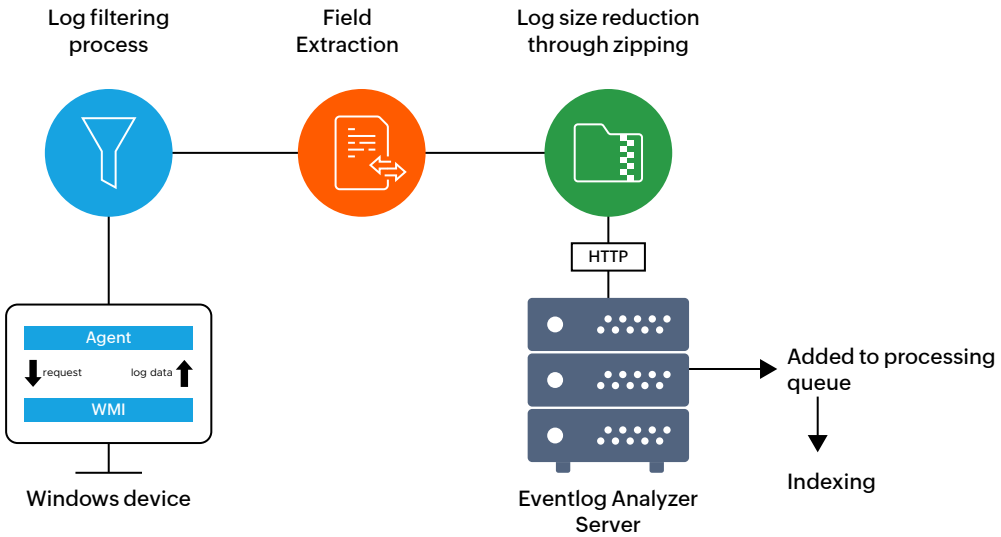 Log filtering
process
Field
Extraction
Log size reduction
through zipping
HTTP
Agent
request
log data
WMI
Windows device
Eventlog Analyzer
Server
Added to processing
queue
Indexing